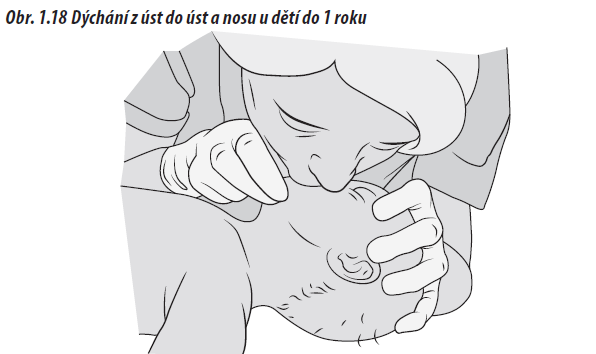 Obr. 1.18 Dýchání z úst do úst a nosu u dětí do 1 roku